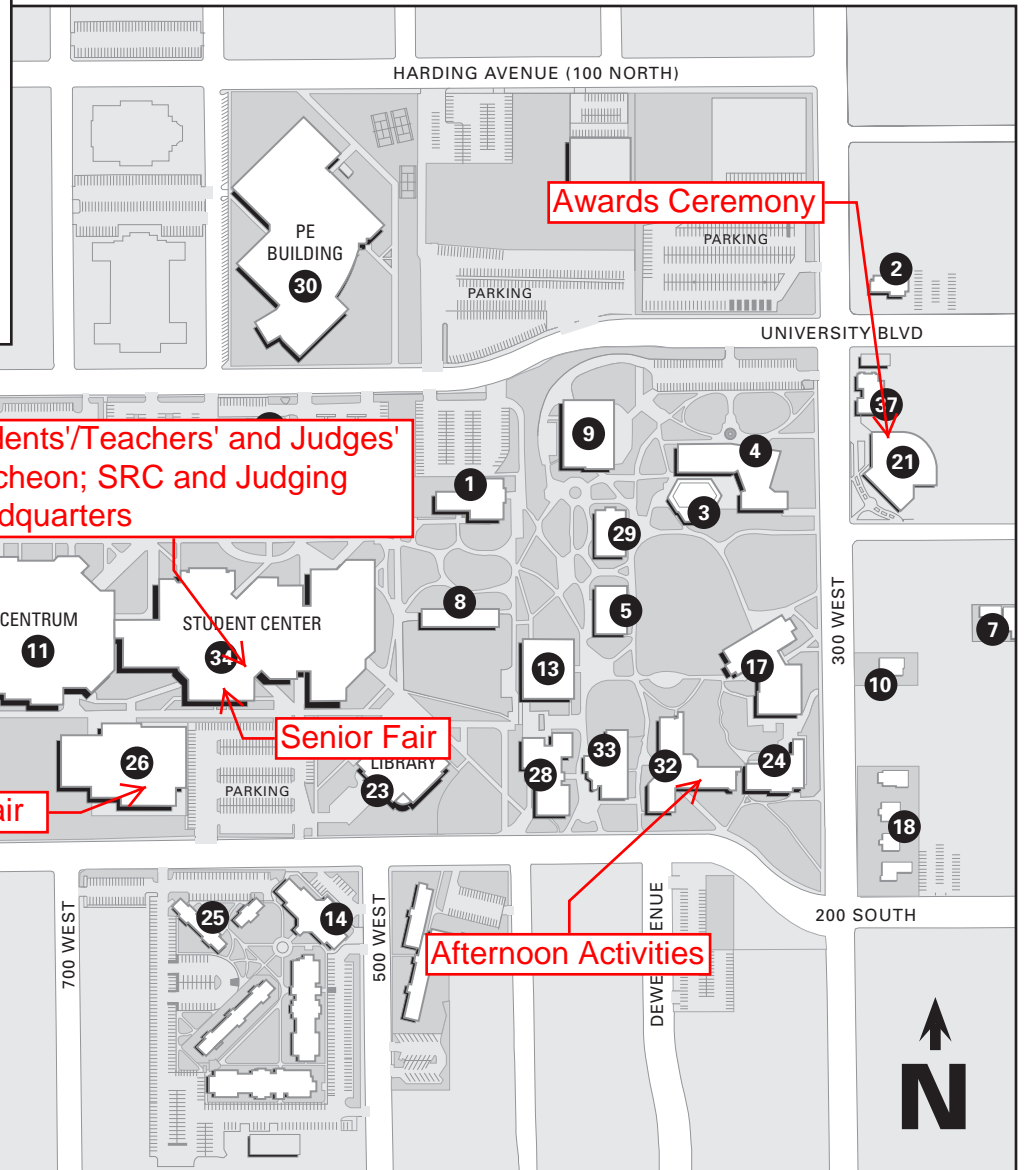 HARDING AVENUE (100 NORTH)
Awards Ceremony
PE
BUILDING
30
PARKING
PARKING
2
UNIVERSITY BLVD
37
dents'/Teachers' and Judges'
cheon; SRC and Judging
dquarters
9
4
21
1
3
29
CENTRUM
11
STUDENT CENTER
34
8
5
13
17
300 WEST
7
10
Senior Fair
LIBRARY
23
26
PARKING
air
28
33
32
24
18
700 WEST
25
14
500 WEST
Afternoon Activities
200 SOUTH
N